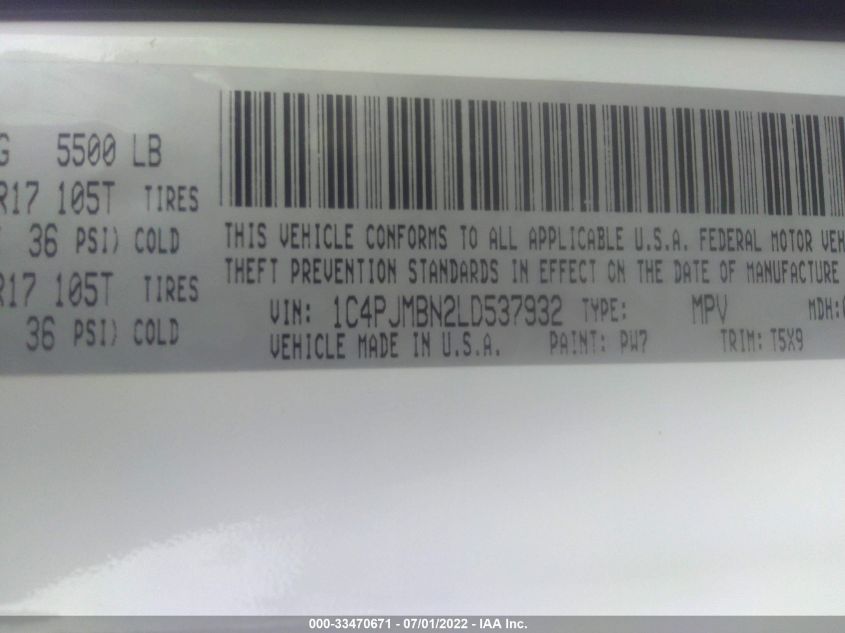 G 5500 LB
R17 105T TIRES
36 PSI) COLD
R17 105T TIRES
36 PSI) COLD
THIS VEHICLE CONFORMS TO ALL APPLICABLE U.S.A. FEDERAL MOTOR VEH
THEFT PREVENTION STANDARDS IN EFFECT ON THE DATE OF MANUFACTURE
VIN: 1C4PJMBN2LD537932 TYPE: MPV MDH:
VEHICLE MADE IN U.S.A. PAINT: PW7 TRIM: T5X9
000-33470671 - 07/01/2022 - IAA Inc.